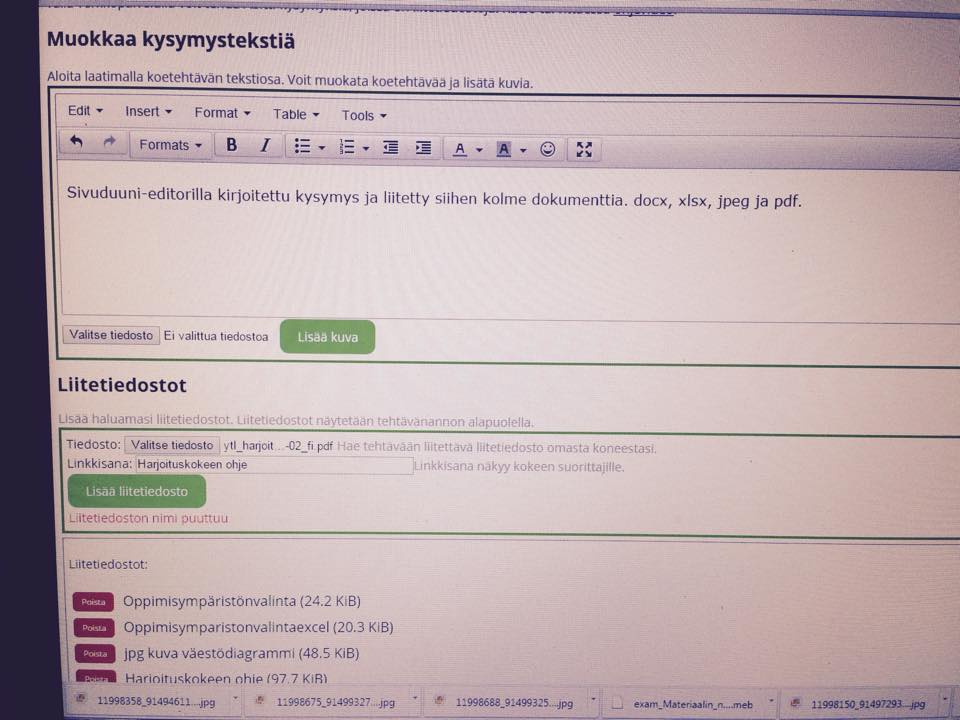 Muokkaa kysymystekstiä
Aloita laatimalla koetehtävän tekstiosa. Voit muokata koetehtävää ja lisätä kuvia.
Edit Insert Format Table Tools
Formats B I A A
Sivuduuni-editorilla kirjoitettu kysymys ja liitetty siihen kolme dokumenttia. docx, xlsx, jpeg ja pdf.
Valitse tiedosto Ei valittua tiedostoa Lisää kuva
Liitetiedostot
Lisää haluamasi liitetiedostot. Liitetiedostot näytetään tehtävänannon alapuolella.
Tiedosto: Valitse tiedosto ytl_harjoit...-02_fi.pdf Hae tehtävään liitettävä liitetiedosto omasta koneestasi.
Linkkisana: Harjoituskokeen ohje Linkkisana näkyy kokeen suorittajille.
Lisää liitetiedosto
Liitetiedoston nimi puuttuu
Liitetiedostot:
Poista Oppimisympäristönvalinta (24.2 KiB)
Poista Oppimisymparistonvalintaexcel (20.3 KiB)
Poista jpg kuva väestödiagrammi (48.5 KiB)
Poista Harjoituskokeen ohje (97.7 KiB)
11998358_91494611....jpg 11998675_91499327....jpg 11998688_91499325....jpg exam_Materiaalin_n....meb 11998150_91497293....jpg